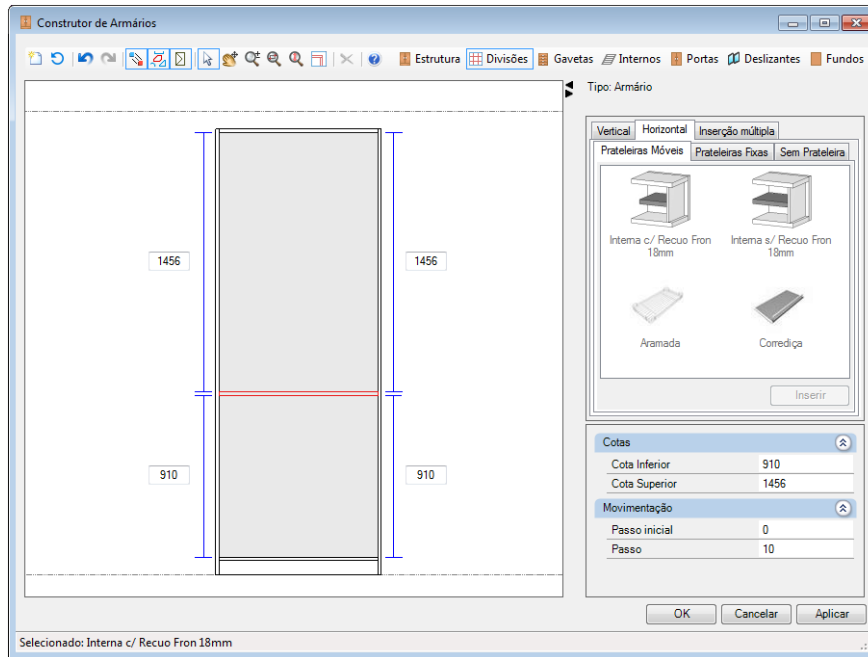 Construtor de Armários
Estrutura Divisões Gavetas Internos Portas Deslizantes Fundos
Tipo: Armário
Vertical Horizontal Inserção múltipla
Prateleiras Móveis Prateleiras Fixas Sem Prateleira
Interna c/ Recuo Fron
18mm
Interna s/ Recuo Fron
18mm
Aramada Corrediça
Inserir
1456 1456
910 910
Cotas
Cota Inferior 910
Cota Superior 1456
Movimentação
Passo inicial 0
Passo 10
OK Cancelar Aplicar
Selecionado: Interna c/ Recuo Fron 18mm